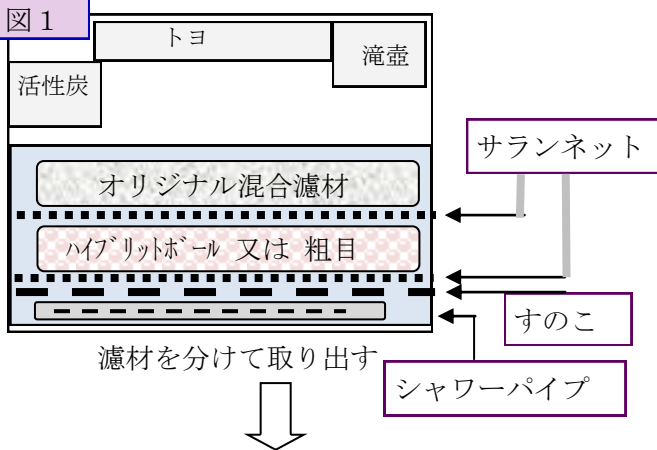 図１
トヨ
滝壺
活性炭
サランネット
オリジナル混合濾材
ﾊｲﾌﾞﾘｯﾄﾎﾞｰﾙ 又は 粗目
すのこ
濾材を分けて取り出す
シャワーパイプ